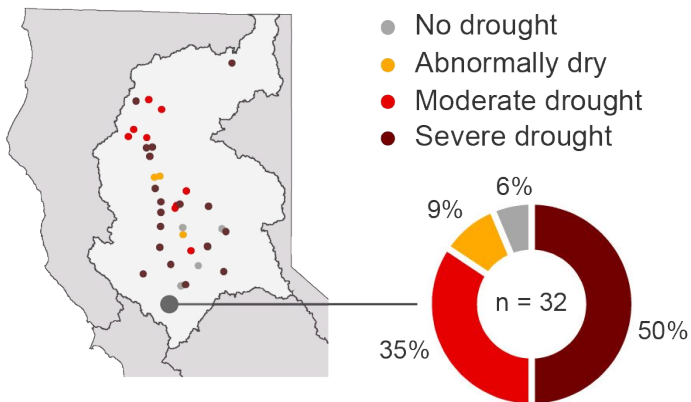 No drought
Abnormally dry
Moderate drought
Severe drought
6%
9%
n = 32
50%
35%